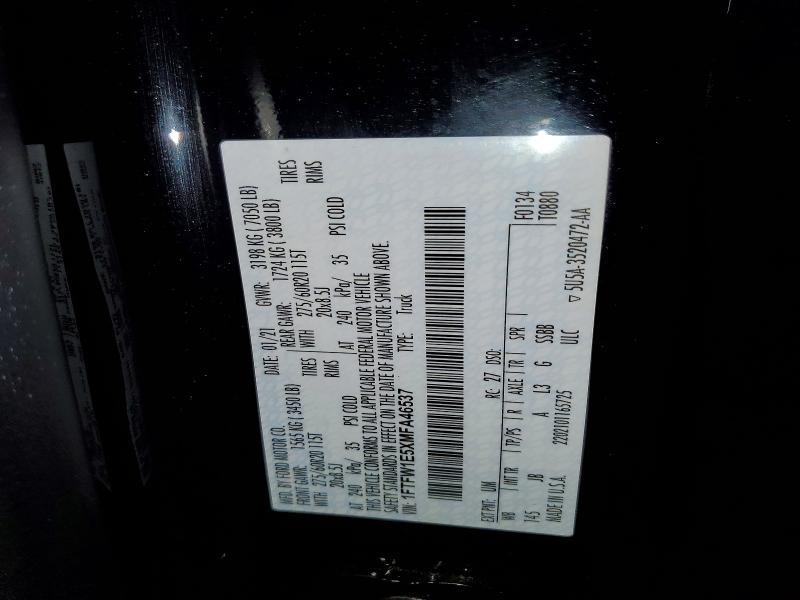 MFD. BY FORD MOTOR CO.
DATE: 01/21 GVWR: 3198 KG ( 7050 LB)
FRONT GAWR: 1565 KG ( 3450 LB) REAR GAWR: 1724 KG ( 3800 LB)
WITH 275/60R20 115T TIRES WITH 275/60R20 115T TIRES
20x8.5J RIMS 20x8.5J RIMS
AT 240 kPa/ 35 PSI COLD AT 240 kPa/ 35 PSI COLD
THIS VEHICLE CONFORMS TO ALL APPLICABLE FEDERAL MOTOR VEHICLE
SAFETY STANDARDS IN EFFECT ON THE DATE OF MANUFACTURE SHOWN ABOVE.
VIN: 1FTFW1E5XMFA46537 TYPE: Truck
EXT PNT: UM RC: 27 DSO: F0134
WB INT TR TP/PS R AXLE TR SPR T0880
145 JB A L3 G SSBB
2202101165725 ULC
MADE IN U.S.A. ▽ 5U5A-3520472-AA